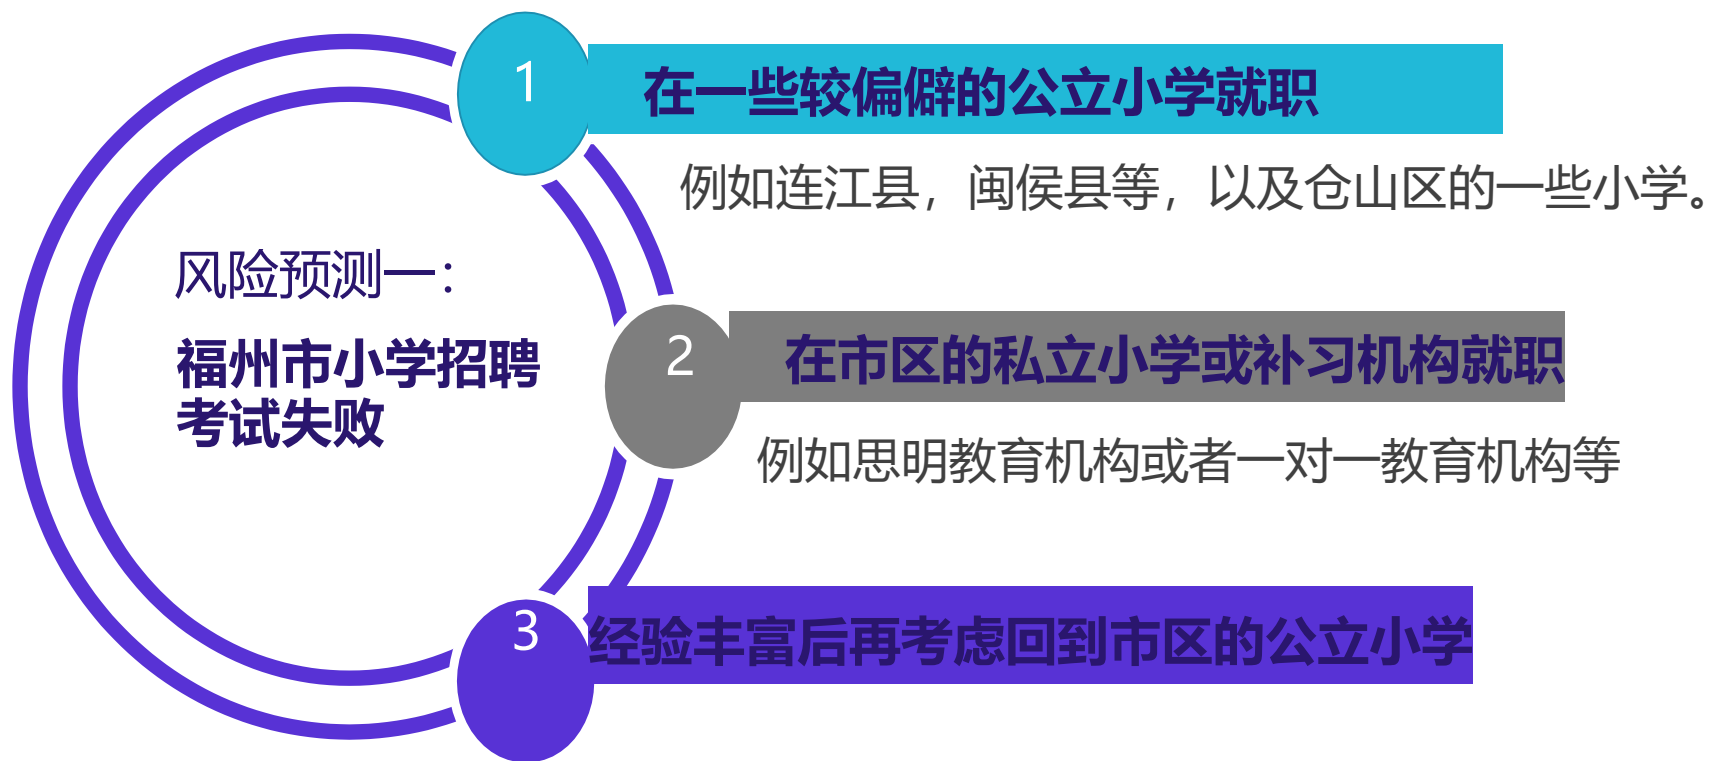 1
在一些较偏僻的公立小学就职
例如连江县，闽侯县等，以及仓山区的一些小学。
风险预测一：
福州市小学招聘
考试失败
2
在市区的私立小学或补习机构就职
例如思明教育机构或者一对一教育机构等
3
经验丰富后再考虑回到市区的公立小学